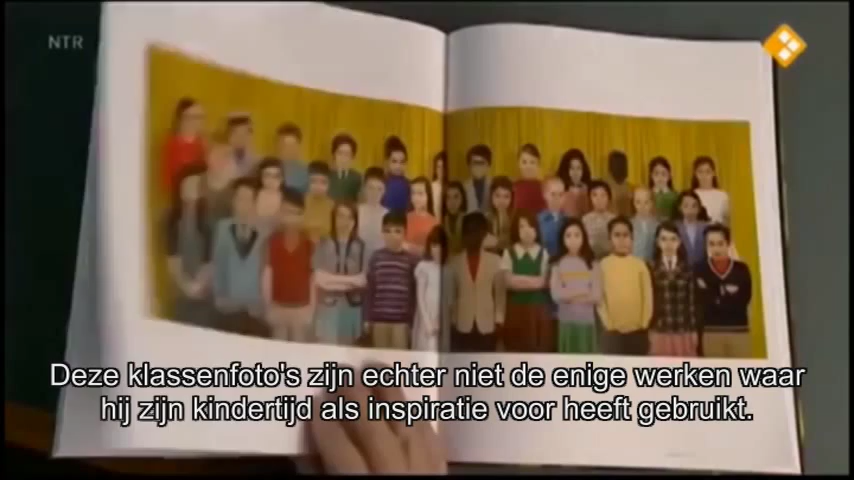 NTR
Deze klassenfoto's zijn echter niet de enige werken waar
hij zijn kindertijd als inspiratie voor heeft gebruikt.